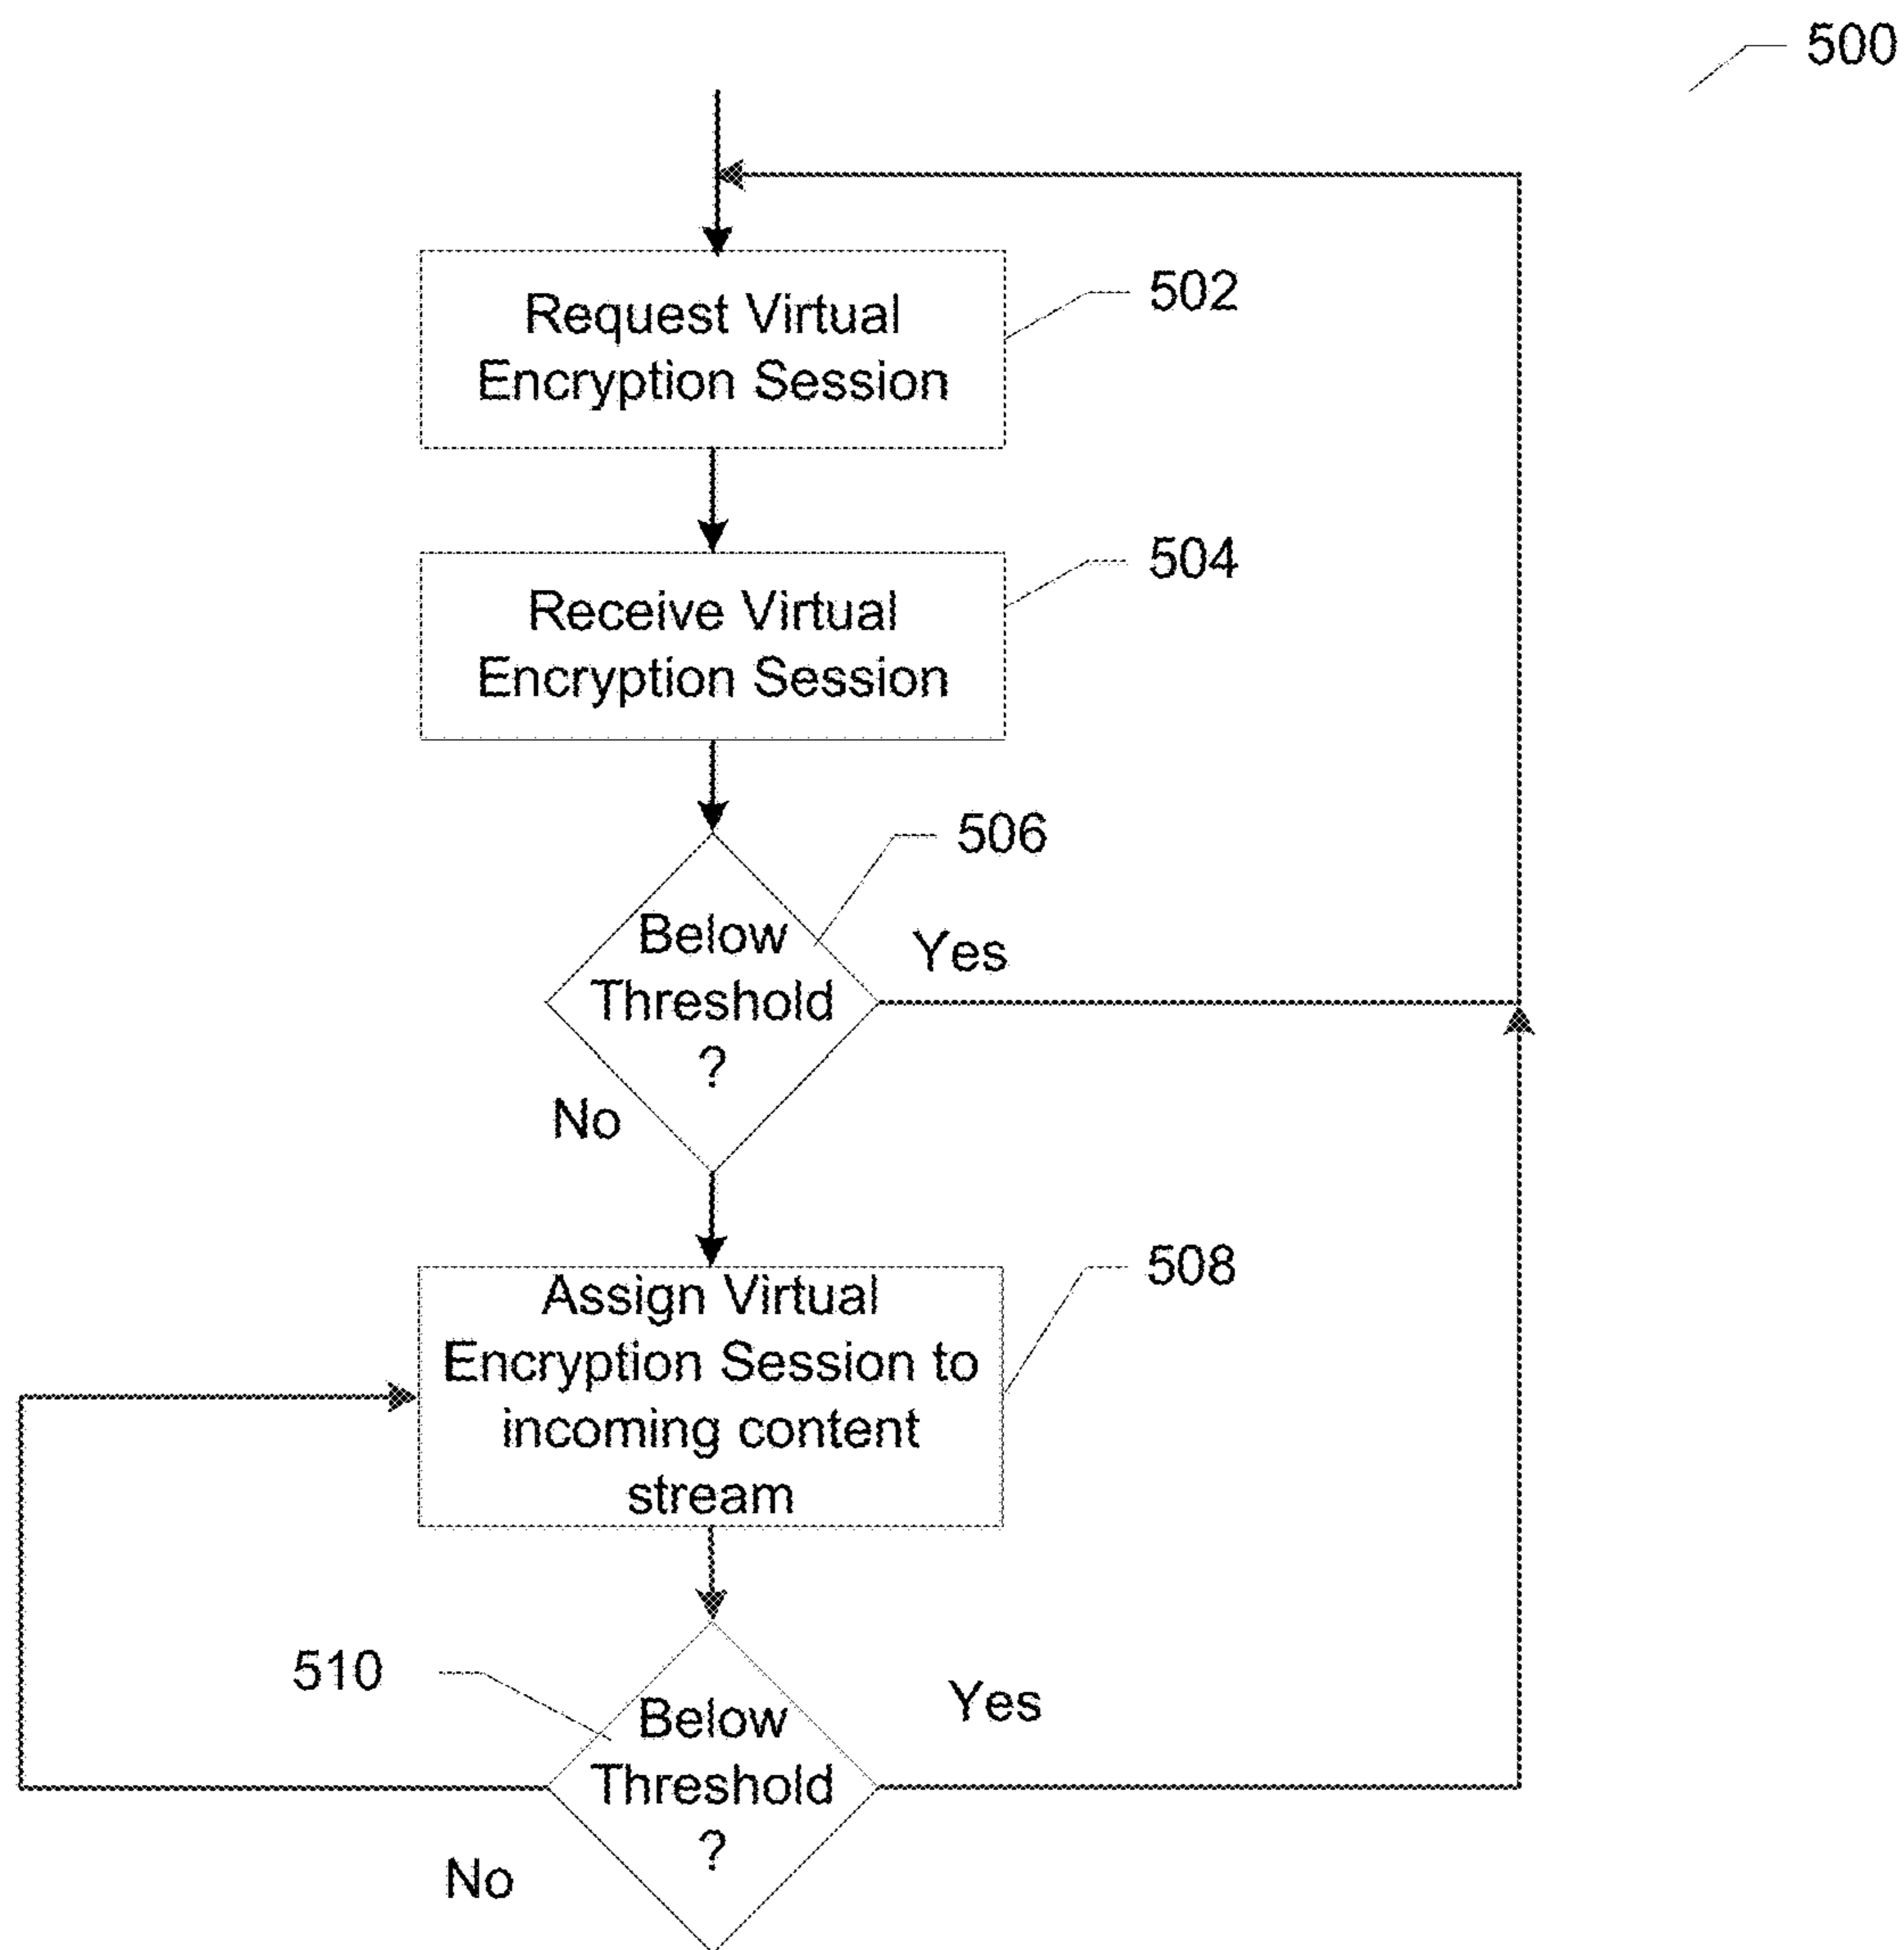 500
Request Virtual
Encryption Session
502
Receive Virtual
Encryption Session
504
506
Below
Threshold
?
Yes
No
Assign Virtual
Encryption Session to
incoming content
stream
508
510
Below
Threshold
?
Yes
No